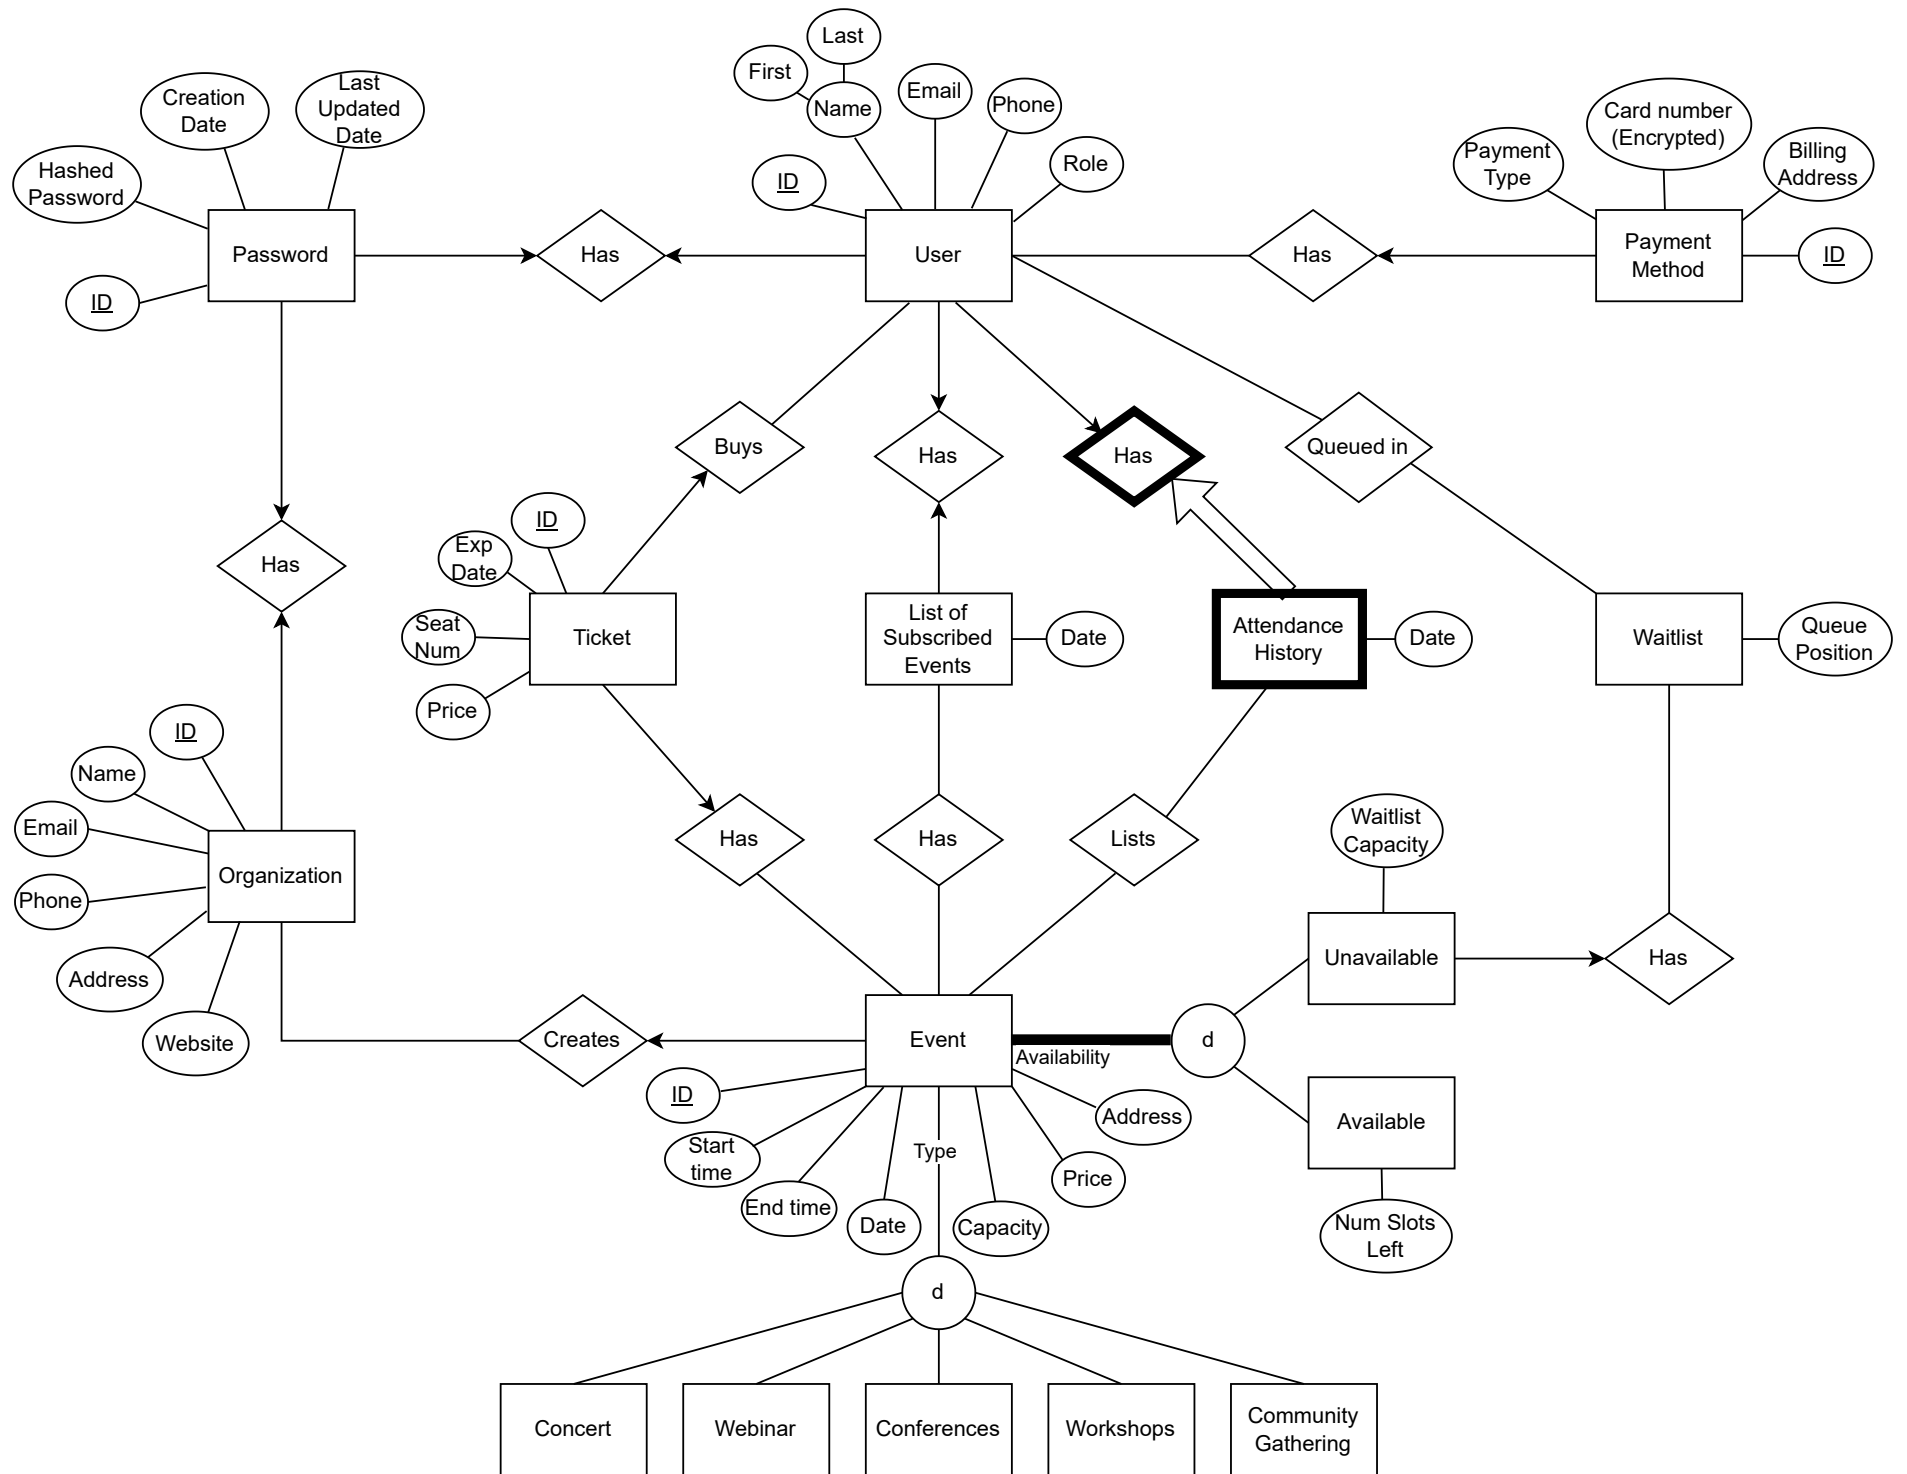 Last
First
Name
Email
Phone
Role
ID
Creation
Date
Last
Updated
Date
Hashed
Password
ID
Password
Has
User
Has
Payment
Method
Payment
Type
Card number
(Encrypted)
Billing
Address
ID
Buys
Has
Has
Queued in
Has
ID
Exp
Date
Seat
Num
Price
Ticket
List of
Subscribed
Events
Date
Attendance
History
Date
Waitlist
Queue
Position
ID
Name
Email
Phone
Address
Website
Organization
Has
Has
Lists
Waitlist
Capacity
Unavailable
Has
Creates
Event
Availability
d
Available
Num Slots
Left
ID
Start
time
End time
Date
Type
Capacity
Price
Address
d
Concert
Webinar
Conferences
Workshops
Community
Gathering